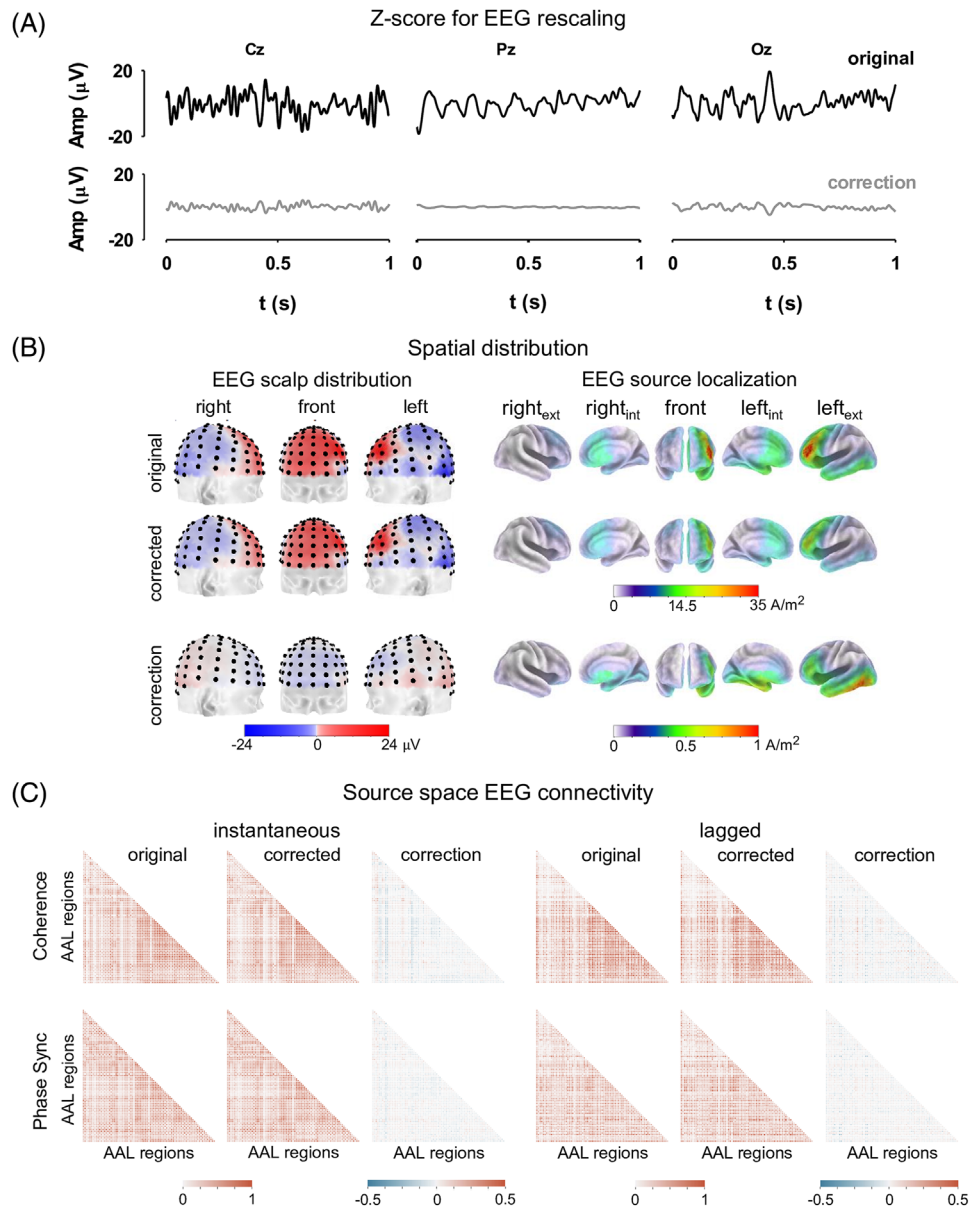 (A) Z-score for EEG rescaling
Cz Pz Oz
original
Amp (μV) 20 -20
correction
Amp (μV) 20 -20
0 0.5 1 0 0.5 1 0 0.5 1
t (s) t (s) t (s)
(B) Spatial distribution
EEG scalp distribution EEG source localization
right front left right_ext right_int front left_int left_ext
original
corrected
0 14.5 35 A/m²
correction
-24 0 24 μV 0 0.5 1 A/m²
(C) Source space EEG connectivity
instantaneous lagged
original corrected correction original corrected correction
Coherence
AAL regions
Phase Sync
AAL regions
AAL regions AAL regions AAL regions AAL regions AAL regions AAL regions
0 1 -0.5 0 0.5 0 1 -0.5 0 0.5